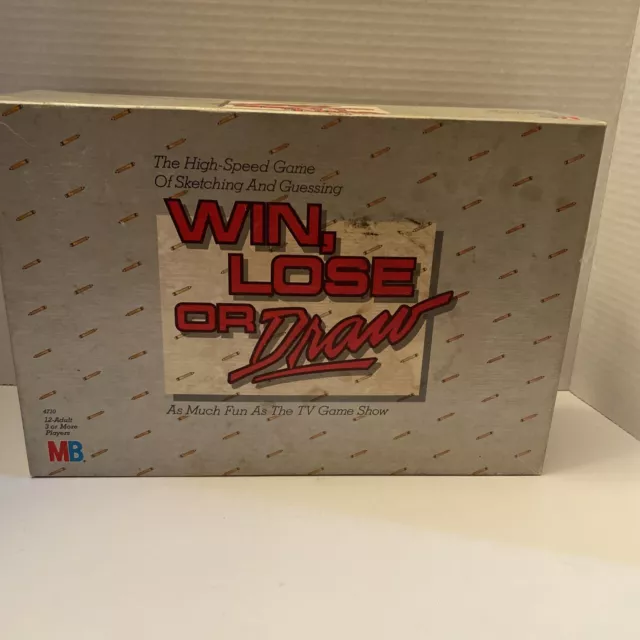 The High-Speed Game
Of Sketching And Guessing
WIN,
LOSE
OR Draw
As Much Fun As The TV Game Show
4720
12-Adult
3 or More
Players
MB